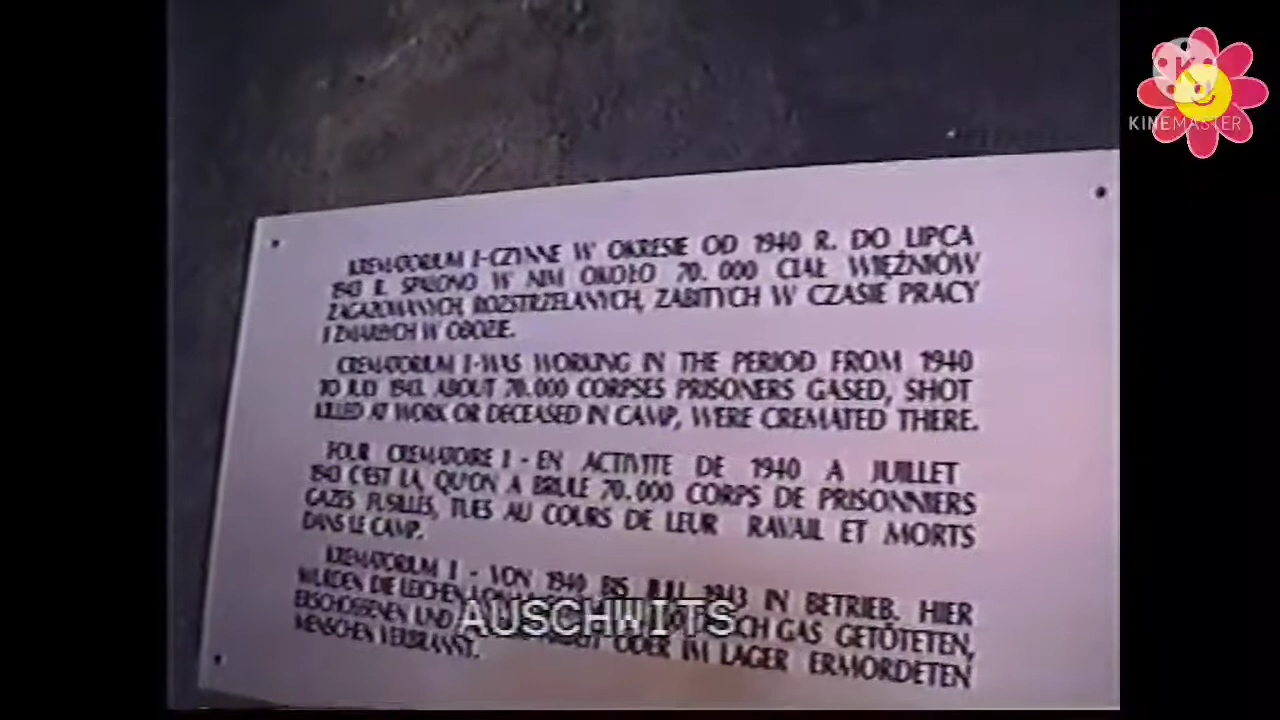 KREMATORIUM I-CZYNNE W OKRESIE OD 1940 R. DO LIPCA
1943 R. SPALONO W NIM OKOŁO 70.000 CIAŁ WIĘŹNIÓW
ZAGAZOWANYCH, ROZSTRZELANYCH, ZABITYCH W CZASIE PRACY
I ZMARŁYCH W OBOZIE.
CREMATORIUM I-WAS WORKING IN THE PERIOD FROM 1940
TO 1943. ABOUT 70.000 CORPSES PRISONERS GASED, SHOT
KILLED AT WORK OR DECEASED IN CAMP, WERE CREMATED THERE.
FOUR CREMATOIRE I - EN ACTIVITE DE 1940 A JUILLET
1943 C'EST LA, QU'ON A BRULE 70.000 CORPS DE PRISONNIERS
GAZES FUSILLES, TUES AU COURS DE LEUR RAVAIL ET MORTS
DANS LE CAMP.
KREMATORIUM I - VON 1940 BIS JULI 1943 IN BETRIEB. HIER
WURDEN DIE LEICHEN GAS GETÖTETEN,
ERSCHOSSENEN UND ODER IM LAGER ERMORDETEN
MENSCHEN VERBRANNT.
AUSCHWITS
KINEMASTER